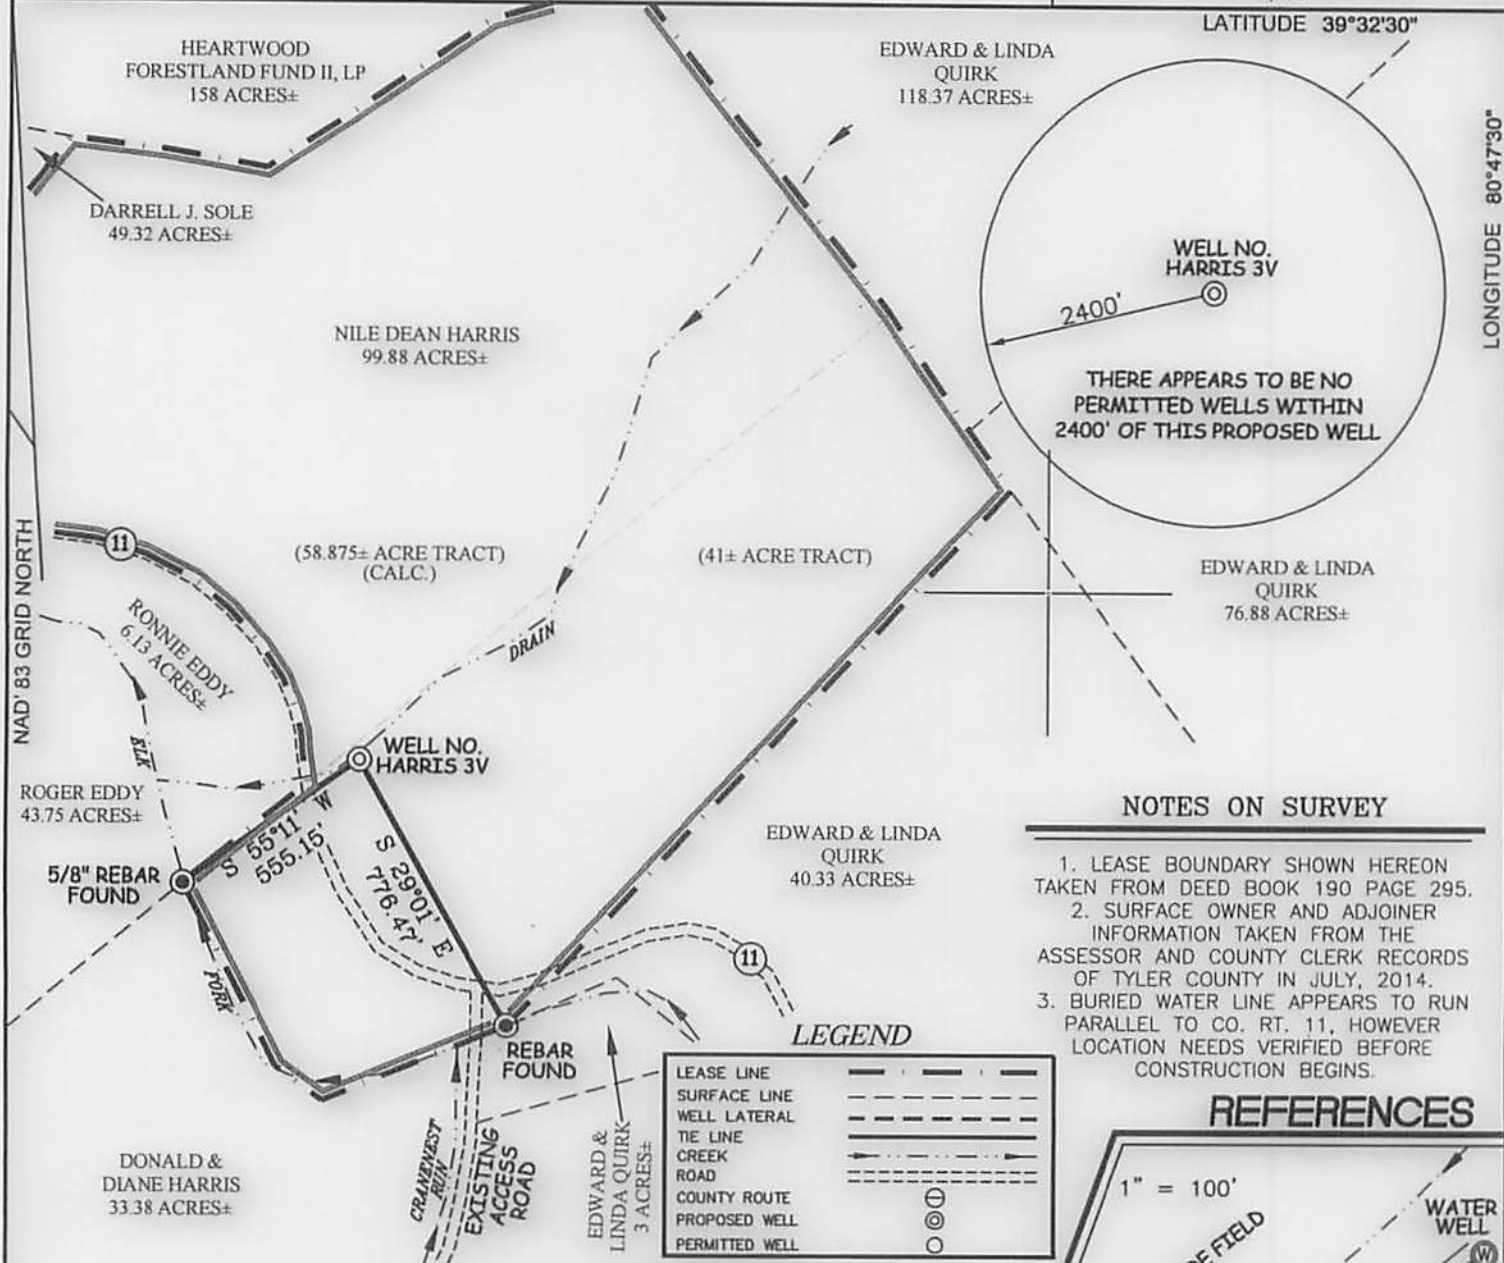 LATITUDE 39°32'30"
LONGITUDE 80°47'30"
HEARTWOOD
FORESTLAND FUND II, LP
158 ACRES±
EDWARD & LINDA
QUIRK
118.37 ACRES±
DARRELL J. SOLE
49.32 ACRES±
WELL NO.
HARRIS 3V
2400'
THERE APPEARS TO BE NO
PERMITTED WELLS WITHIN
2400' OF THIS PROPOSED WELL
NILE DEAN HARRIS
99.88 ACRES±
NAD' 83 GRID NORTH
11
(58.875± ACRE TRACT)
(CALC.)
(41± ACRE TRACT)
EDWARD & LINDA
QUIRK
76.88 ACRES±
RONNIE EDDY
6.13 ACRES±
DRAIN
ELK
WELL NO.
HARRIS 3V
ROGER EDDY
43.75 ACRES±
S 55°11' W
555.15'
S 29°01' E
776.47'
5/8" REBAR
FOUND
FORK
EDWARD & LINDA
QUIRK
40.33 ACRES±
11
REBAR
FOUND
NOTES ON SURVEY
1. LEASE BOUNDARY SHOWN HEREON
TAKEN FROM DEED BOOK 190 PAGE 295.
2. SURFACE OWNER AND ADJOINER
INFORMATION TAKEN FROM THE
ASSESSOR AND COUNTY CLERK RECORDS
OF TYLER COUNTY IN JULY, 2014.
3. BURIED WATER LINE APPEARS TO RUN
PARALLEL TO CO. RT. 11, HOWEVER
LOCATION NEEDS VERIFIED BEFORE
CONSTRUCTION BEGINS.
DONALD &
DIANE HARRIS
33.38 ACRES±
CRANENEST
RUN
EXISTING
ACCESS
ROAD
EDWARD &
LINDA QUIRK
3 ACRES±
LEGEND
LEASE LINE
SURFACE LINE
WELL LATERAL
TIE LINE
CREEK
ROAD
COUNTY ROUTE
PROPOSED WELL
PERMITTED WELL
REFERENCES
1" = 100'
FIELD
WATER
WELL
W